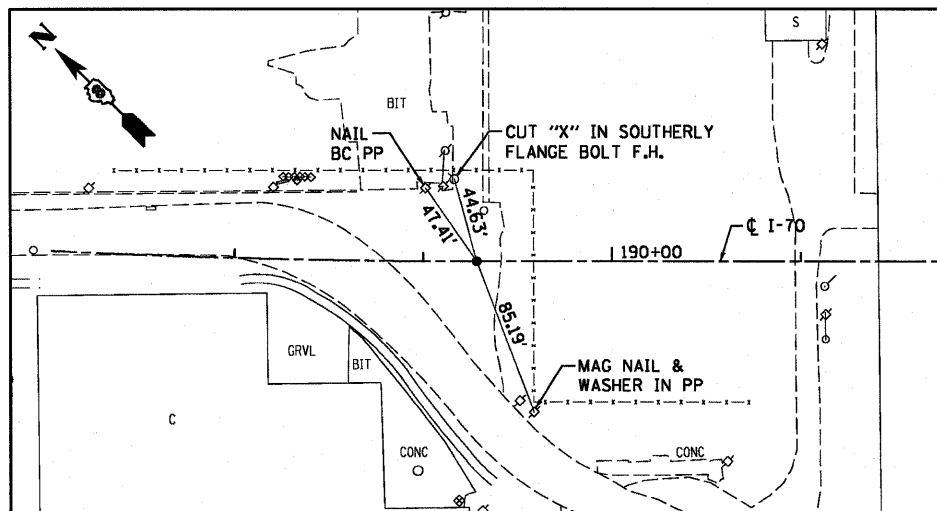 S
N
BIT
NAIL
BC PP
CUT "X" IN SOUTHERLY
FLANGE BOLT F.H.
47.41'
44.63'
℄ I-70
190+00
85.19'
GRVL
BIT
MAG NAIL &
WASHER IN PP
C
CONC
CONC